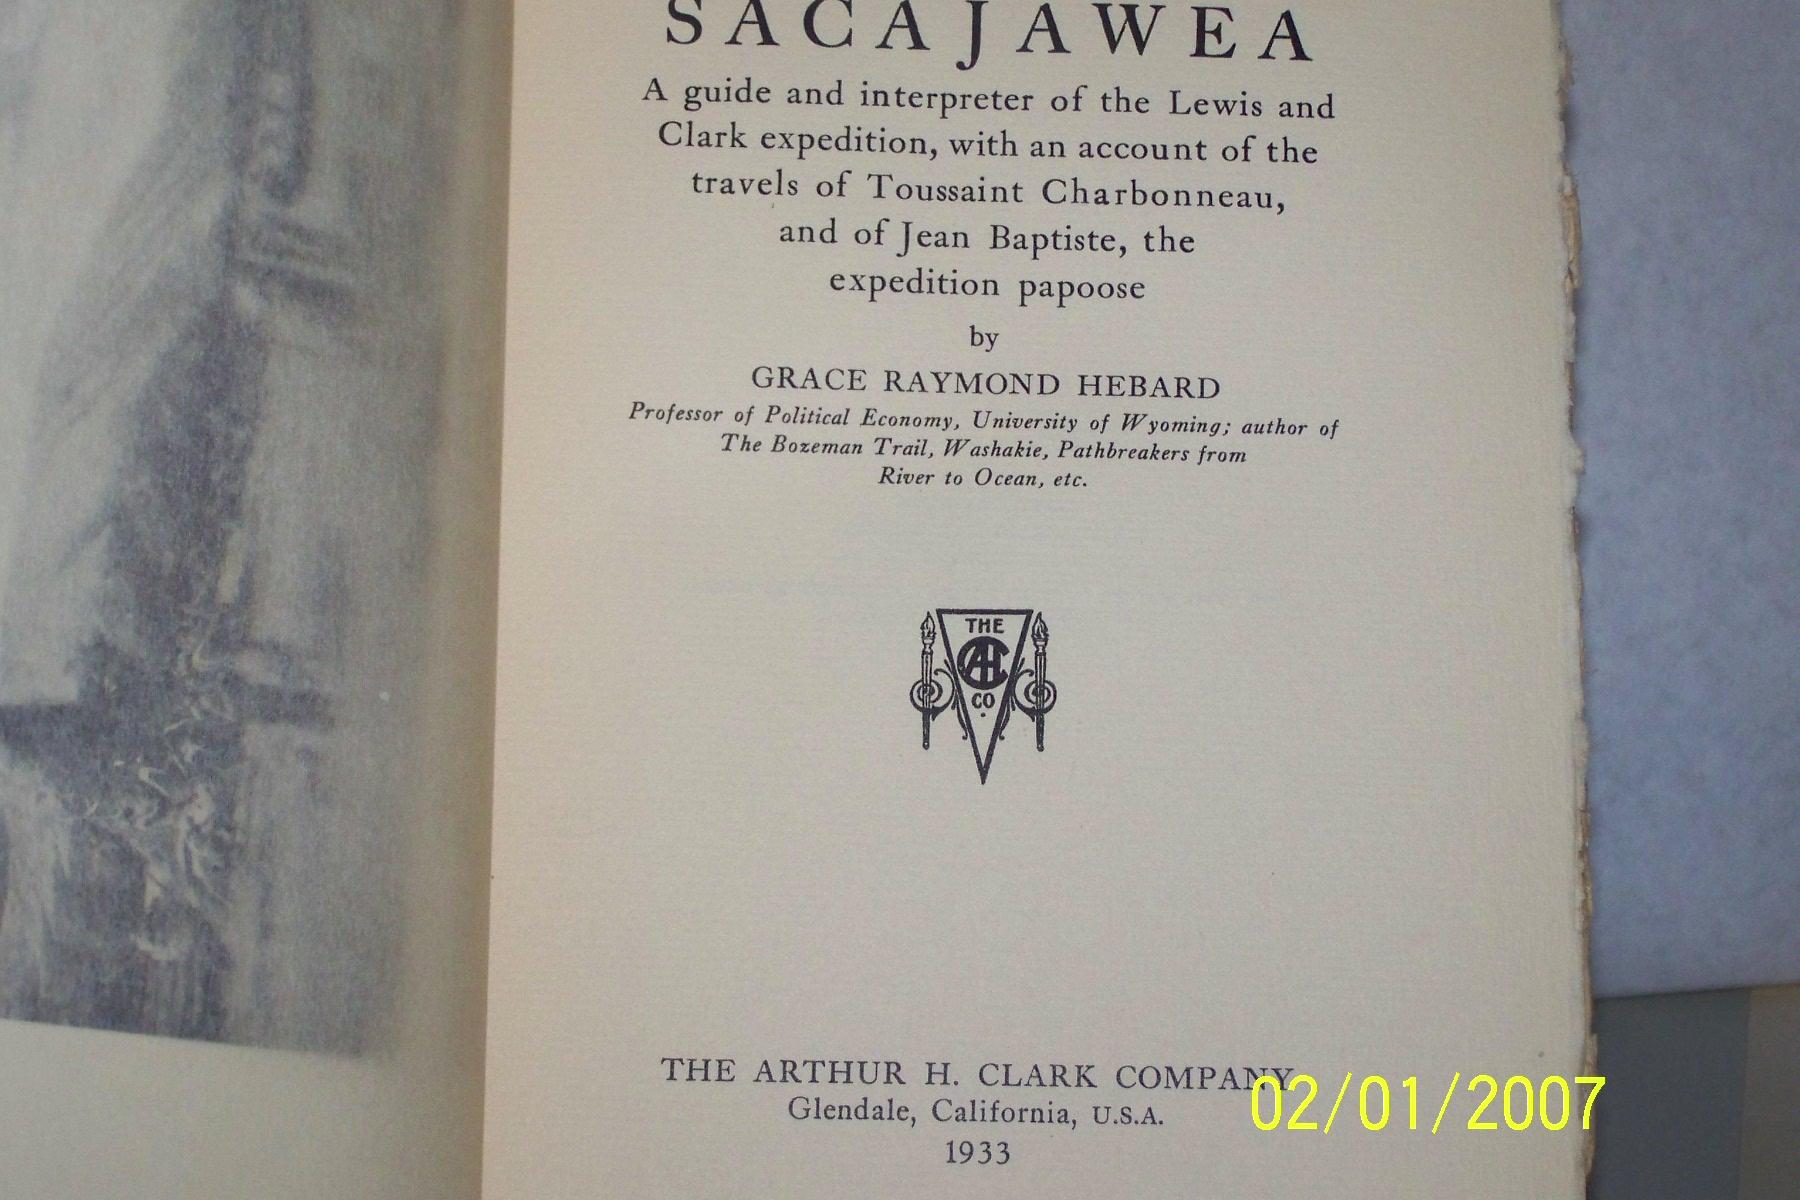 SACAJAWEA
A guide and interpreter of the Lewis and
Clark expedition, with an account of the
travels of Toussaint Charbonneau,
and of Jean Baptiste, the
expedition papoose
by
GRACE RAYMOND HEBARD
Professor of Political Economy, University of Wyoming; author of
The Bozeman Trail, Washakie, Pathbreakers from
River to Ocean, etc.
THE
AHC
CO
THE ARTHUR H. CLARK COMPANY
Glendale, California, U.S.A.
1933
02/01/2007